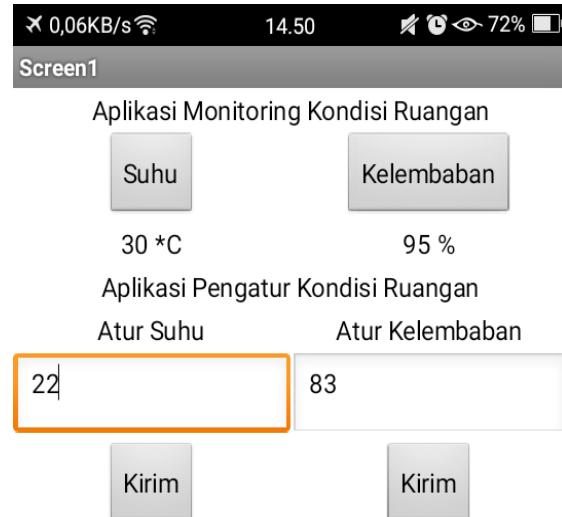 0,06KB/s 14.50 72%
Screen1
Aplikasi Monitoring Kondisi Ruangan
Suhu Kelembaban
30 *C 95 %
Aplikasi Pengatur Kondisi Ruangan
Atur Suhu Atur Kelembaban
22 83
Kirim Kirim